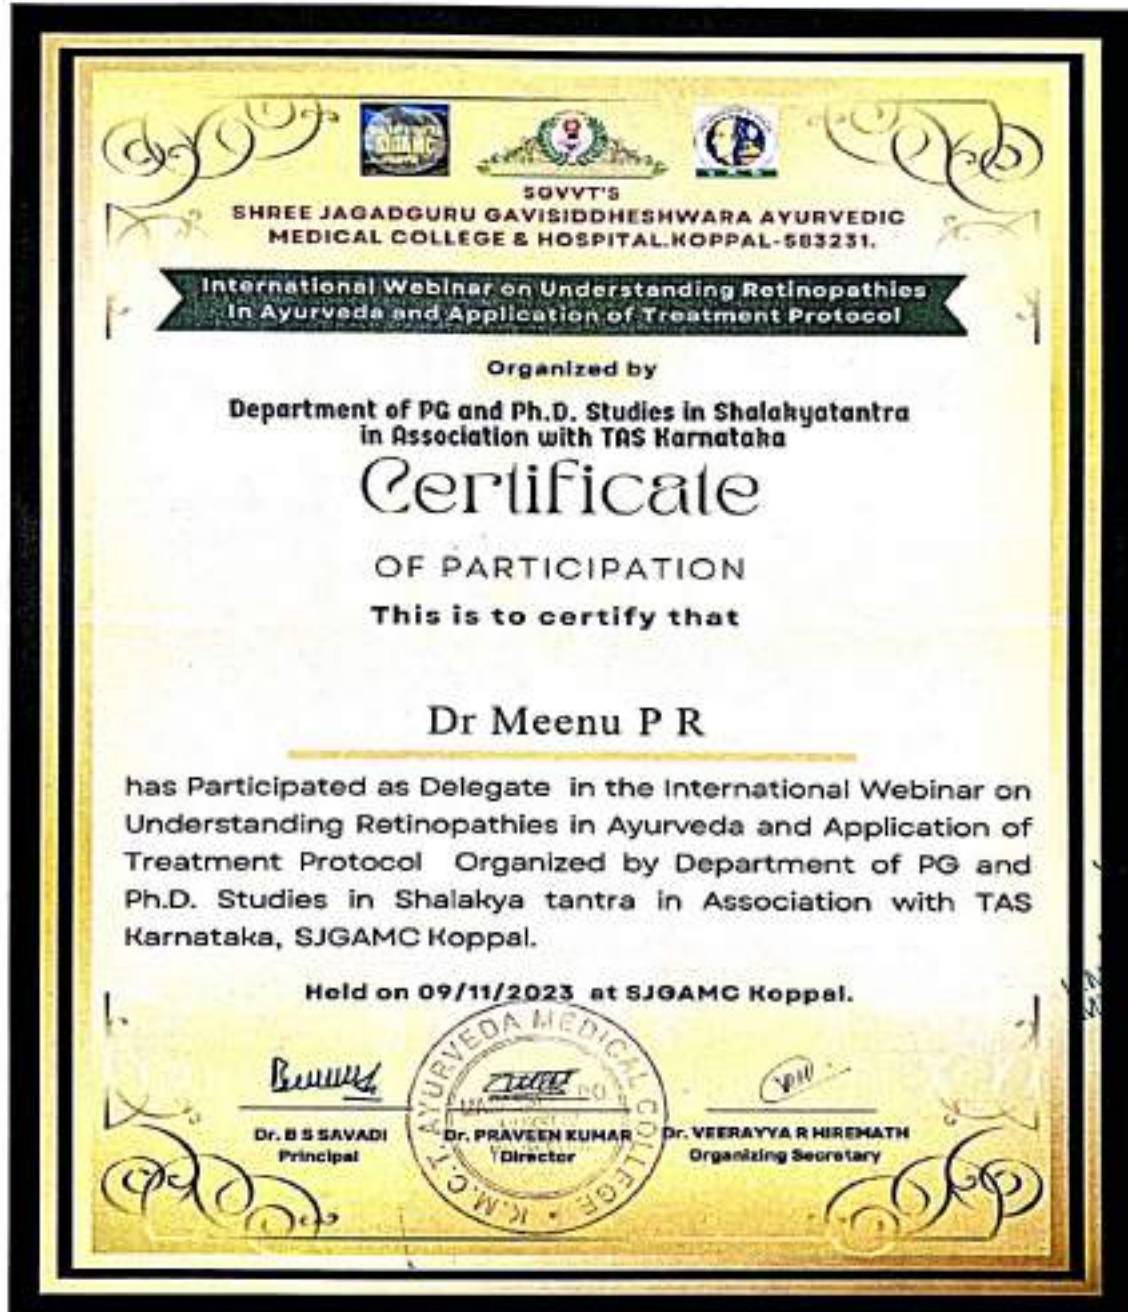 SJGAMC
SGVVT'S
SHREE JAGADGURU GAVISIDDHESHWARA AYURVEDIC
MEDICAL COLLEGE & HOSPITAL.KOPPAL-583231.
International Webinar on Understanding Retinopathies
In Ayurveda and Application of Treatment Protocol
Organized by
Department of PG and Ph.D. Studies in Shalakyatantra
in Association with TAS Karnataka
Certificate
OF PARTICIPATION
This is to certify that
Dr Meenu P R
has Participated as Delegate in the International Webinar on
Understanding Retinopathies in Ayurveda and Application of
Treatment Protocol Organized by Department of PG and
Ph.D. Studies in Shalakya tantra in Association with TAS
Karnataka, SJGAMC Koppal.
Held on 09/11/2023 at SJGAMC Koppal.
K.M.C.T. AYURVEDA MEDICAL COLLEGE
Dr. B S SAVADI
Principal
Dr. PRAVEEN KUMAR
Director
Dr. VEERAYYA R HIREMATH
Organizing Secretary